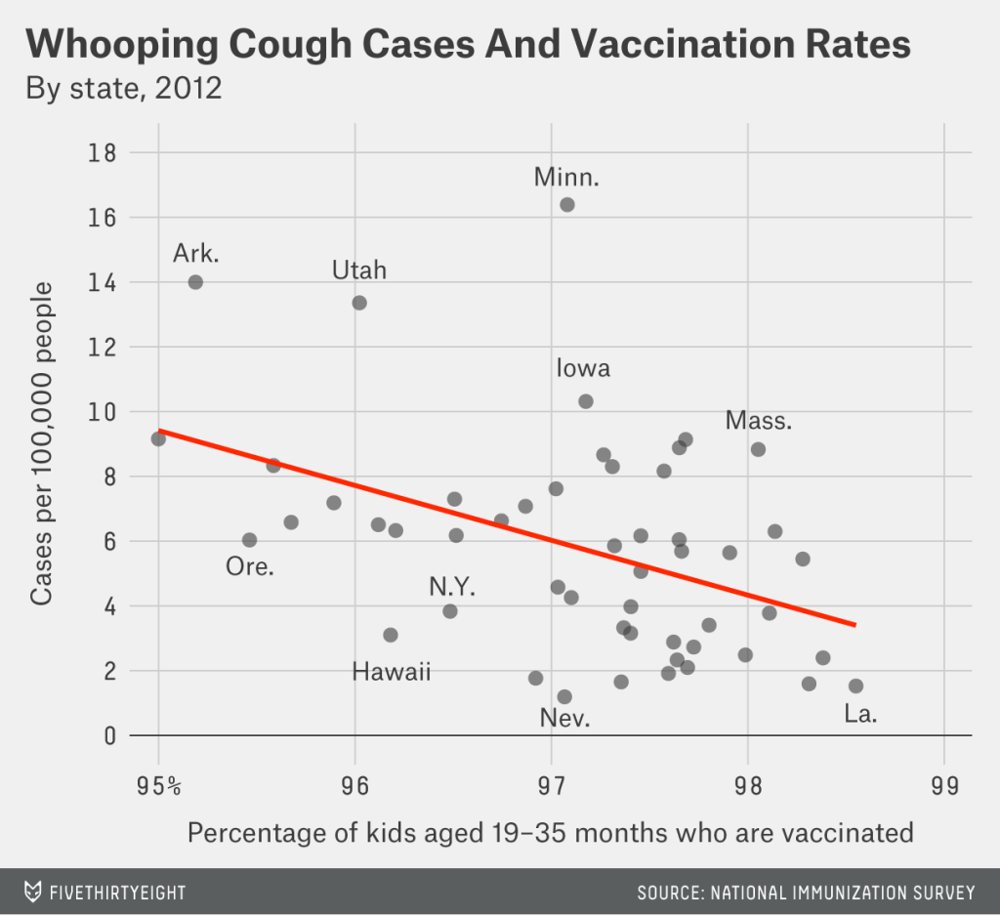 Whooping Cough Cases And Vaccination Rates
By state, 2012
18
Minn.
16
Ark.
Utah
14
12
Iowa
10
Mass.
8
6
Ore.
N.Y.
4
Hawaii
2
Nev.
La.
0
Cases per 100,000 people
95%
96
97
98
99
Percentage of kids aged 19–35 months who are vaccinated
FIVETHIRTYEIGHT
SOURCE: NATIONAL IMMUNIZATION SURVEY